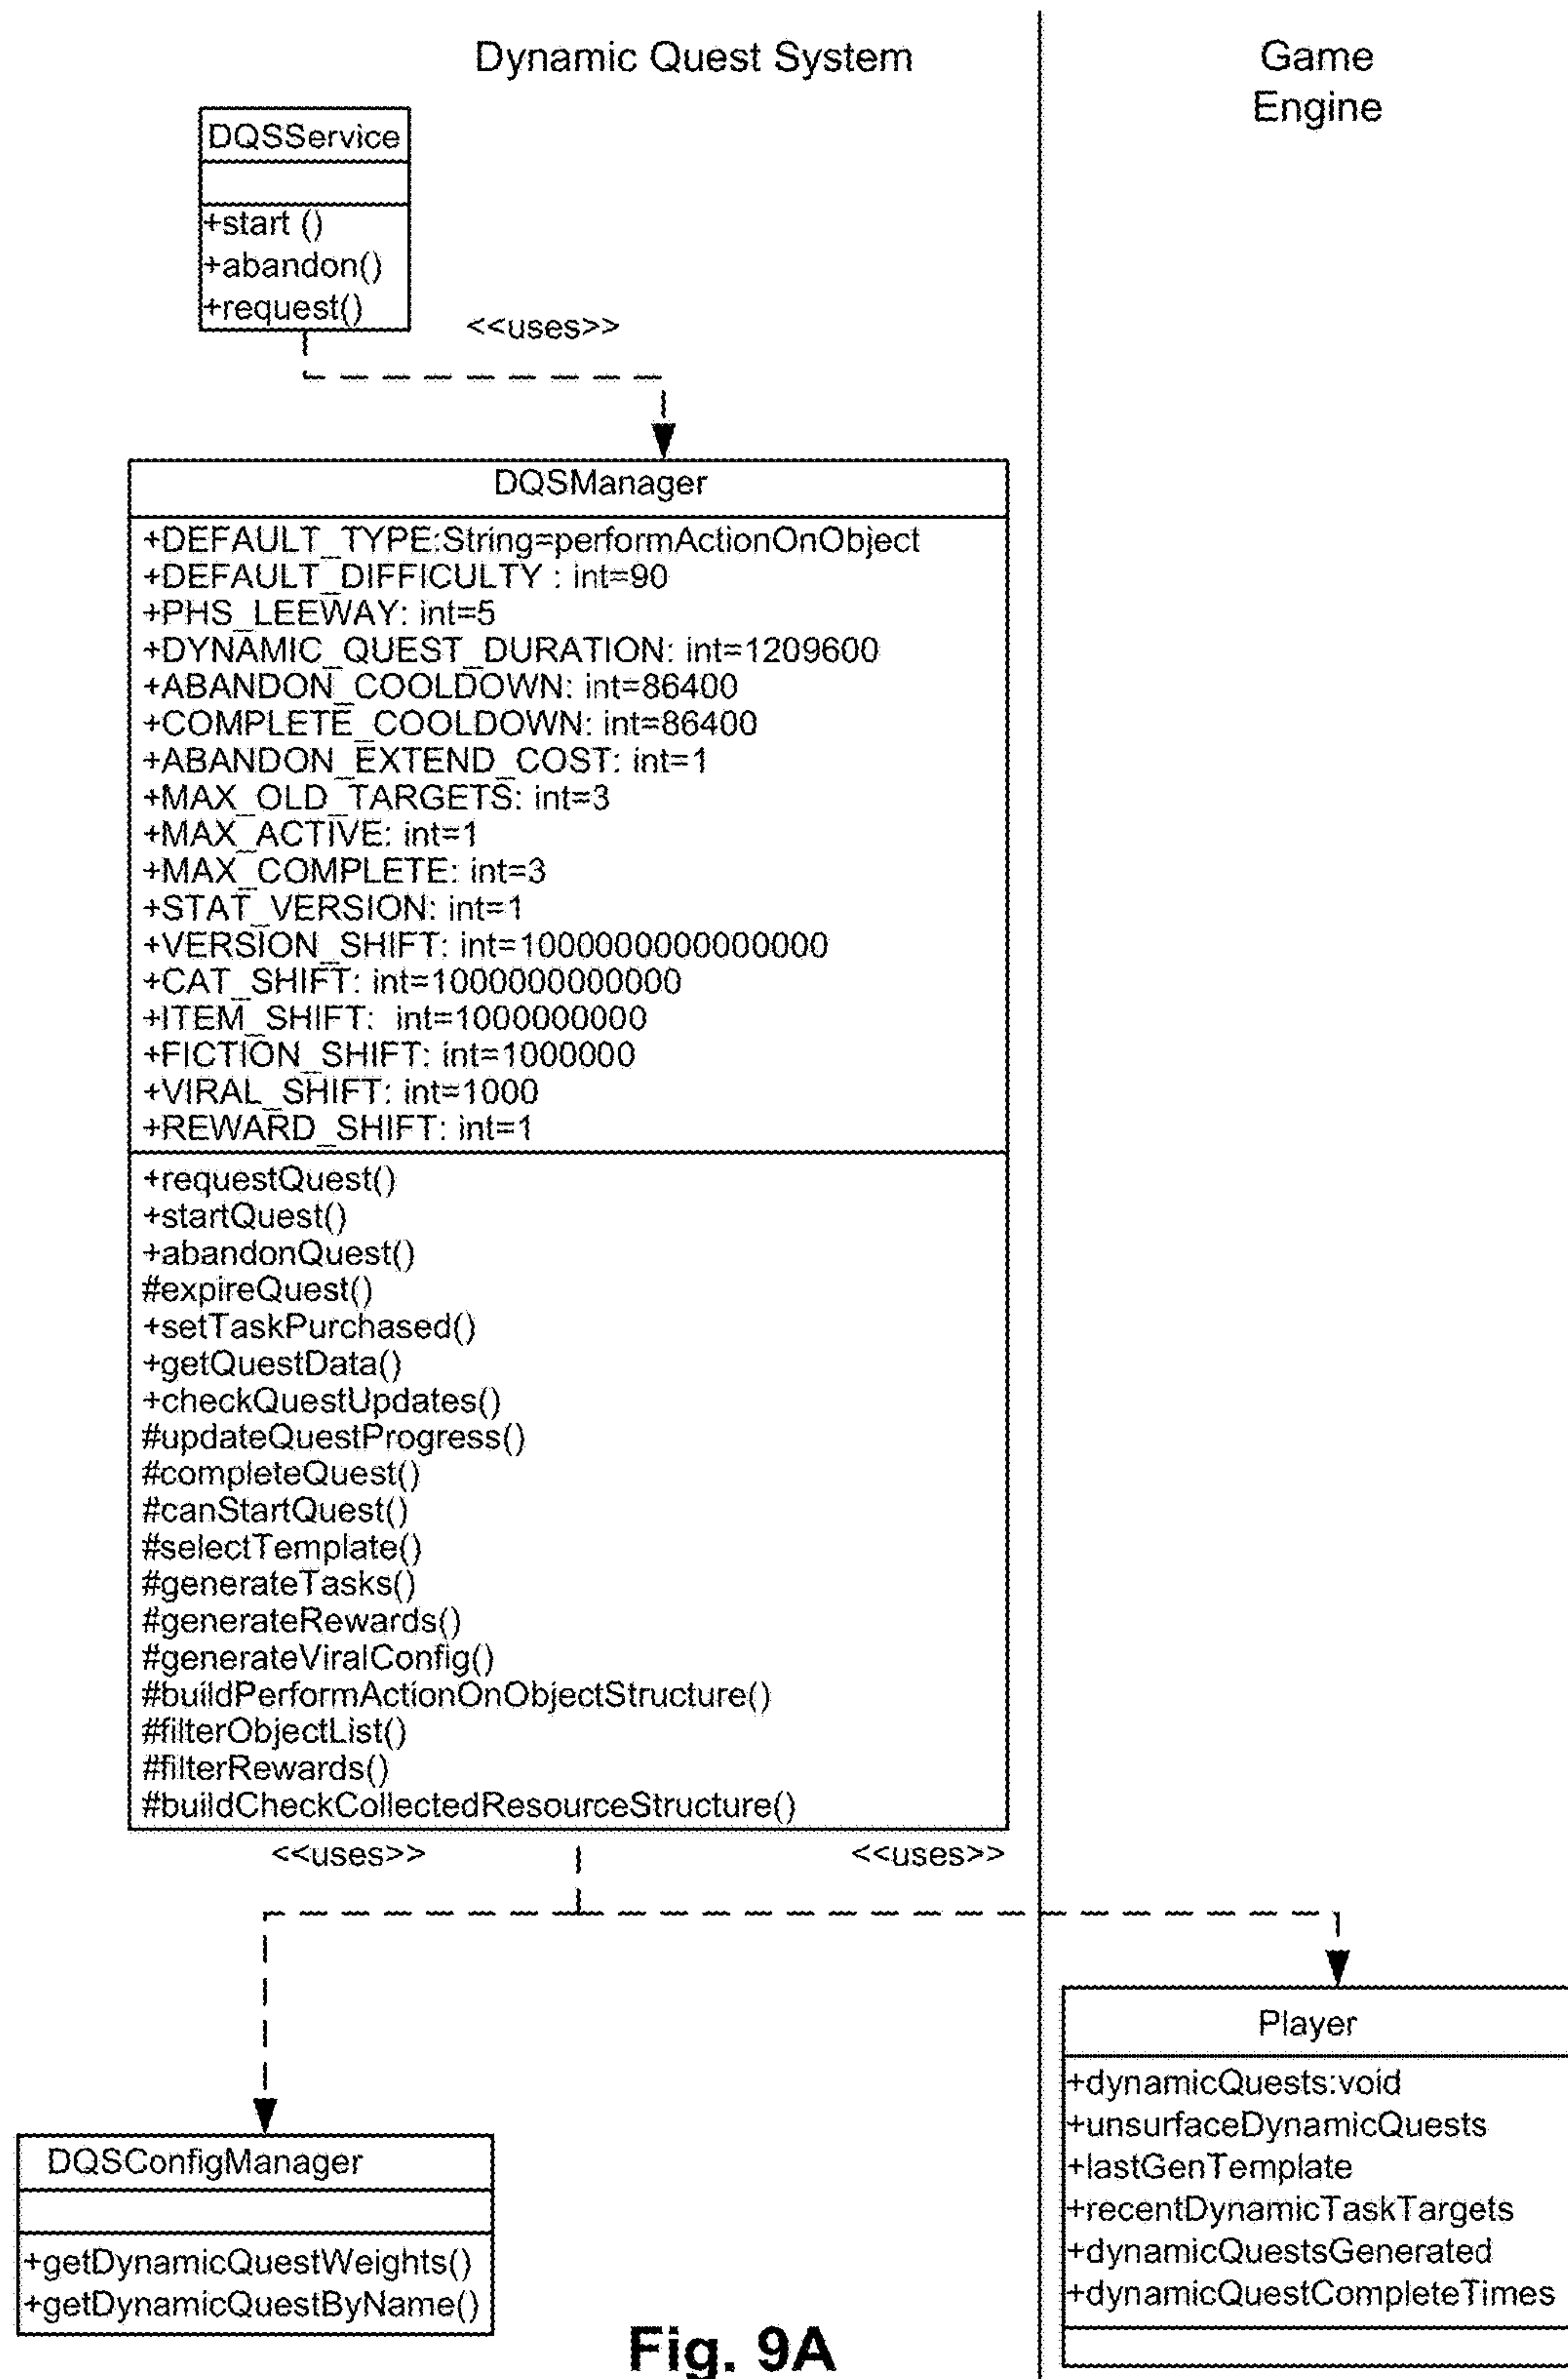 Dynamic Quest System
Game
Engine
DQSService
+start ()
+abandon()
+request()
<<uses>>
DQSManager
+DEFAULT_TYPE:String=performActionOnObject
+DEFAULT_DIFFICULTY : int=90
+PHS_LEEWAY: int=5
+DYNAMIC_QUEST_DURATION: int=1209600
+ABANDON_COOLDOWN: int=86400
+COMPLETE_COOLDOWN: int=86400
+ABANDON_EXTEND_COST: int=1
+MAX_OLD_TARGETS: int=3
+MAX_ACTIVE: int=1
+MAX_COMPLETE: int=3
+STAT_VERSION: int=1
+VERSION_SHIFT: int=1000000000000000
+CAT_SHIFT: int=1000000000000
+ITEM_SHIFT:  int=1000000000
+FICTION_SHIFT: int=1000000
+VIRAL_SHIFT: int=1000
+REWARD_SHIFT: int=1
+requestQuest()
+startQuest()
+abandonQuest()
#expireQuest()
+setTaskPurchased()
+getQuestData()
+checkQuestUpdates()
#updateQuestProgress()
#completeQuest()
#canStartQuest()
#selectTemplate()
#generateTasks()
#generateRewards()
#generateViralConfig()
#buildPerformActionOnObjectStructure()
#filterObjectList()
#filterRewards()
#buildCheckCollectedResourceStructure()
<<uses>>
<<uses>>
Player
+dynamicQuests:void
+unsurfaceDynamicQuests
+lastGenTemplate
+recentDynamicTaskTargets
+dynamicQuestsGenerated
+dynamicQuestCompleteTimes
DQSConfigManager
+getDynamicQuestWeights()
+getDynamicQuestByName()
Fig. 9A